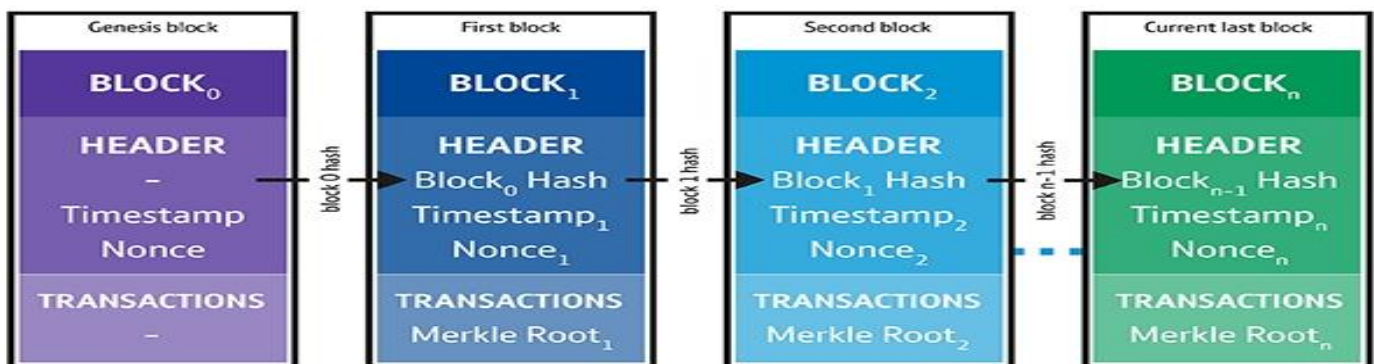 Genesis block
BLOCK₀
HEADER
–
Timestamp
Nonce
TRANSACTIONS
–
block 0 hash
First block
BLOCK₁
HEADER
Block₀ Hash
Timestamp₁
Nonce₁
TRANSACTIONS
Merkle Root₁
block 1 hash
Second block
BLOCK₂
HEADER
Block₁ Hash
Timestamp₂
Nonce₂
TRANSACTIONS
Merkle Root₂
block n-1 hash
Current last block
BLOCKₙ
HEADER
Blockₙ₋₁ Hash
Timestampₙ
Nonceₙ
TRANSACTIONS
Merkle Rootₙ